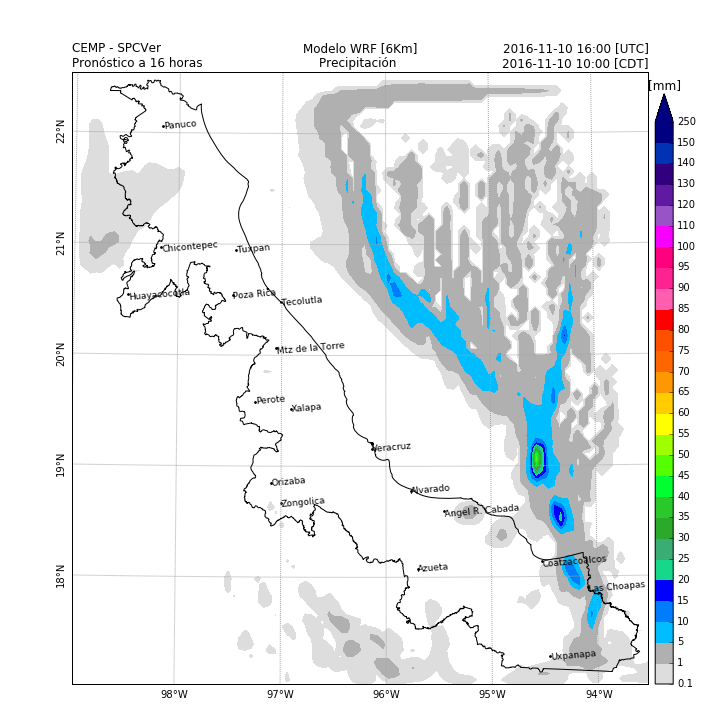 CEMP - SPCVer
Modelo WRF [6Km]
2016-11-10 16:00 [UTC]
Pronóstico a 16 horas
Precipitación
2016-11-10 10:00 [CDT]
[mm]
250
150
140
130
120
110
100
95
90
85
80
75
70
65
60
55
50
45
40
35
30
25
20
15
10
5
1
0.1
22°N
21°N
20°N
19°N
18°N
Panuco
Chicontepec
Tuxpan
Huayacocotla
Poza Rica
Tecolutla
Mtz de la Torre
Perote
Xalapa
Veracruz
Orizaba
Alvarado
Zongolica
Angel R. Cabada
Coatzacoalcos
Azueta
Las Choapas
Uxpanapa
98°W
97°W
96°W
95°W
94°W